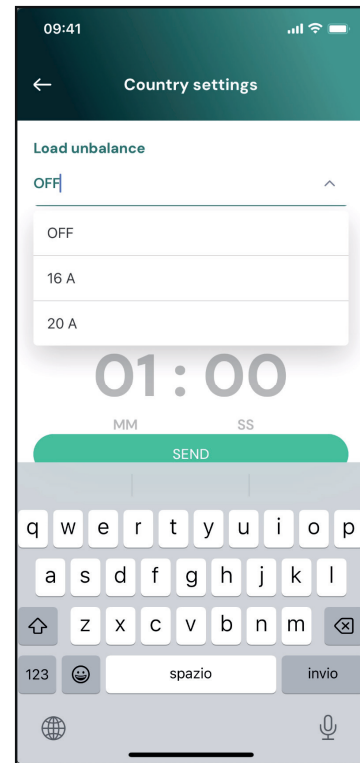 09:41
Country settings
Load unbalance
OFF
OFF
16 A
20 A
01 : 00
MM SS
SEND
q w e r t y u i o p
a s d f g h j k l
z x c v b n m
123 spazio invio